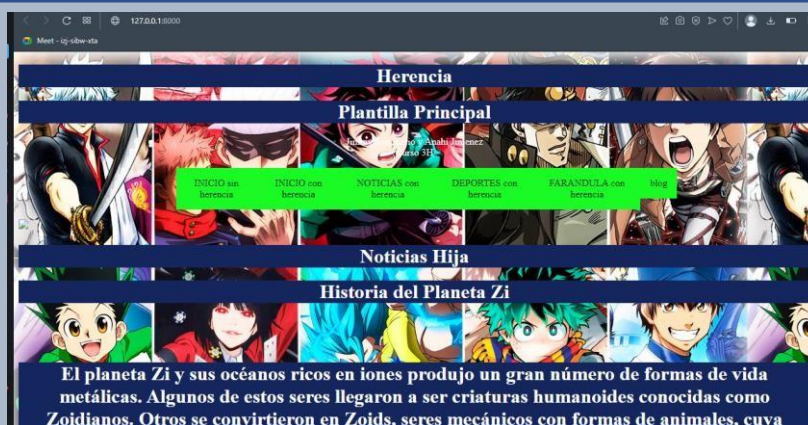 127.0.0.1:8000
Meet - izj-sibw-xta
Herencia
Plantilla Principal
y Anahi Jimenez
Curso 3H
INICIO sin herencia
INICIO con herencia
NOTICIAS con herencia
DEPORTES con herencia
FARANDULA con herencia
blog
Noticias Hija
Historia del Planeta Zi
El planeta Zi y sus océanos ricos en iones produjo un gran número de formas de vida
metálicas. Algunos de estos seres llegaron a ser criaturas humanoides conocidas como
Zoidianos. Otros se convirtieron en Zoids, seres mecánicos con formas de animales, cuya